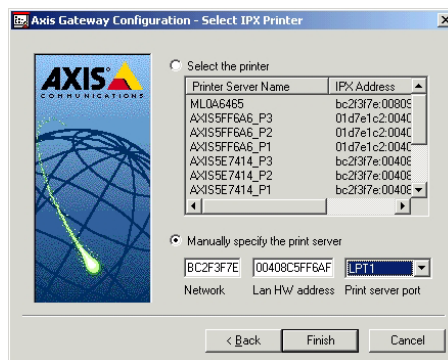 Axis Gateway Configuration - Select IPX Printer
AXIS
COMMUNICATIONS
Select the printer
Printer Server Name IPX Address
ML0A6465 bc2f3f7e:00809
AXIS5FF6A6_P3 01d7e1c2:0040
AXIS5FF6A6_P2 01d7e1c2:0040
AXIS5FF6A6_P1 01d7e1c2:0040
AXIS5E7414_P3 bc2f3f7e:00408
AXIS5E7414_P2 bc2f3f7e:00408
AXIS5E7414_P1 bc2f3f7e:00408
Manually specify the print server
BC2F3F7E 00408C5FF6AF LPT1
Network Lan HW address Print server port
< Back Finish Cancel